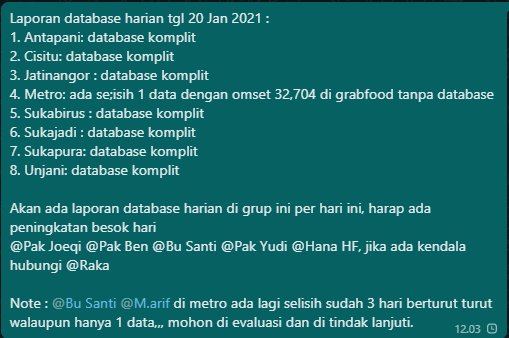 Laporan database harian tgl 20 Jan 2021 :
1. Antapani: database komplit
2. Cisitu: database komplit
3. Jatinangor : database komplit
4. Metro: ada se;isih 1 data dengan omset 32,704 di grabfood tanpa database
5. Sukabirus : database komplit
6. Sukajadi : database komplit
7. Sukapura: database komplit
8. Unjani: database komplit
Akan ada laporan database harian di grup ini per hari ini, harap ada
peningkatan besok hari
@Pak Joeqi @Pak Ben @Bu Santi @Pak Yudi @Hana HF, jika ada kendala
hubungi @Raka
Note : @Bu Santi @M.arif di metro ada lagi selisih sudah 3 hari berturut turut
walaupun hanya 1 data,,, mohon di evaluasi dan di tindak lanjuti.
12.03